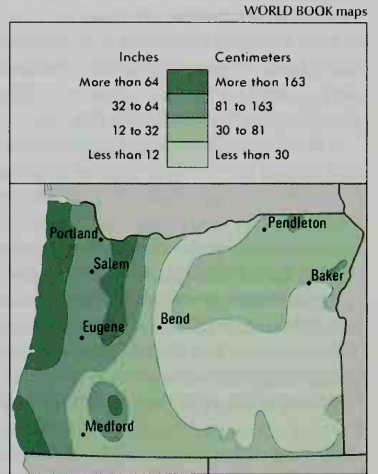 WORLD BOOK maps
Inches Centimeters
More than 64 More than 163
32 to 64 81 to 163
12 to 32 30 to 81
Less than 12 Less than 30
Pendleton
Portland
Salem
Baker
Eugene
Bend
Medford